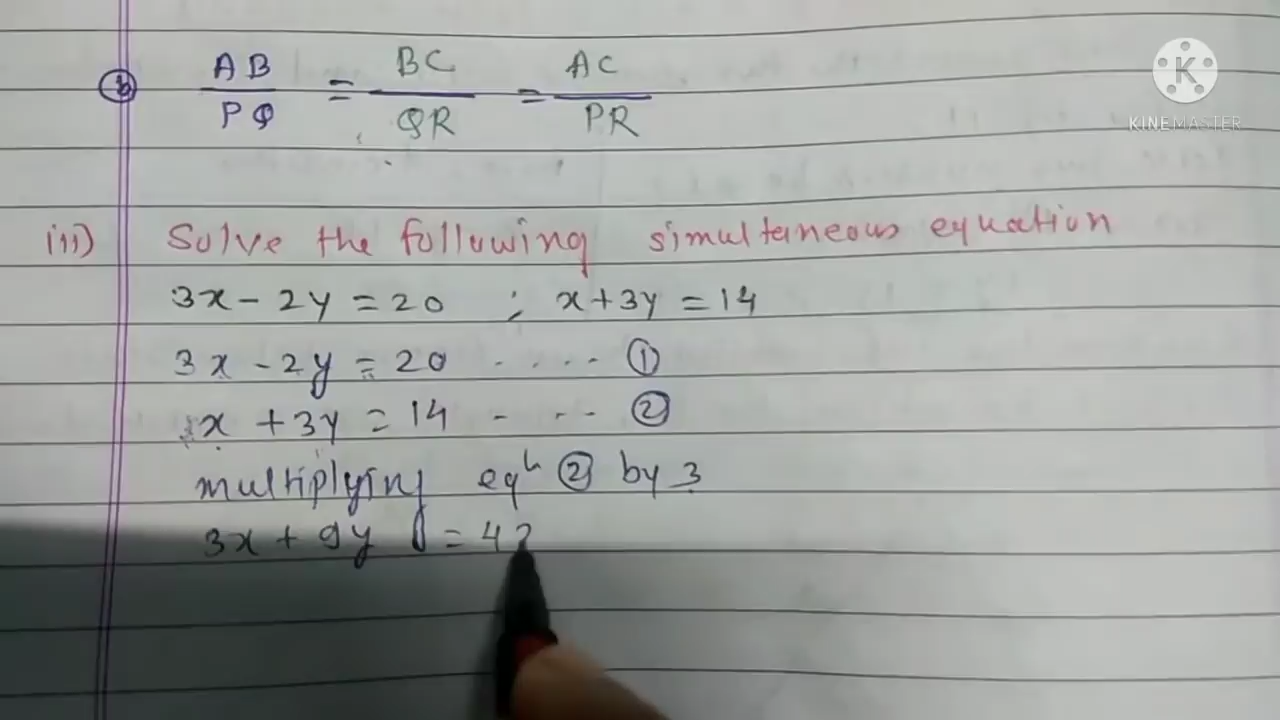 (b) AB/PQ = BC/QR = AC/PR
KINEMASTER
iii) Solve the following simultaneous equation
3x - 2y = 20 ; x + 3y = 14
3x - 2y = 20 - - - - ①
x + 3y = 14 - - - ②
multiplying eqn ② by 3
3x + 9y = 42